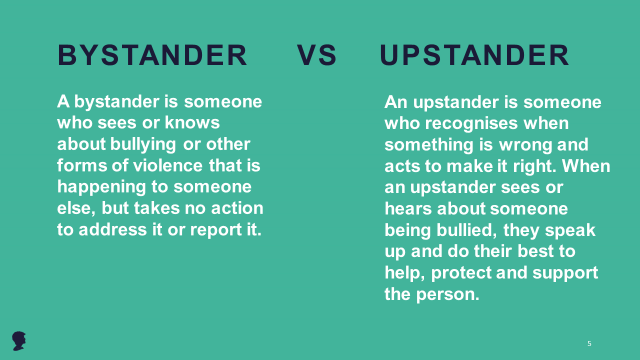 BYSTANDER VS UPSTANDER
A bystander is someone
who sees or knows
about bullying or other
forms of violence that is
happening to someone
else, but takes no action
to address it or report it.
An upstander is someone
who recognises when
something is wrong and
acts to make it right. When
an upstander sees or
hears about someone
being bullied, they speak
up and do their best to
help, protect and support
the person.
5